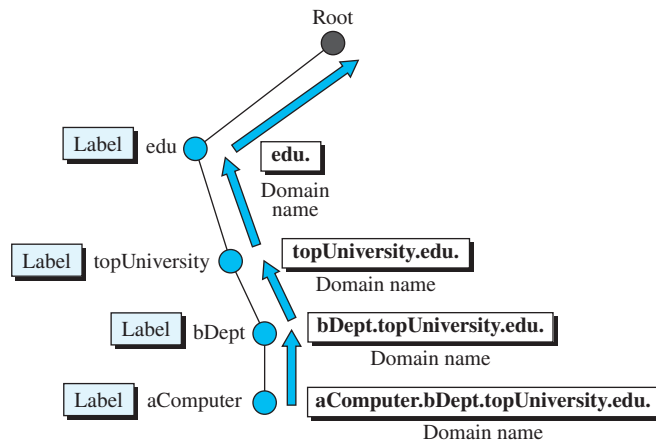 Root
Label edu
edu.
Domain
name
Label topUniversity
topUniversity.edu.
Domain name
Label bDept
bDept.topUniversity.edu.
Domain name
Label aComputer
aComputer.bDept.topUniversity.edu.
Domain name